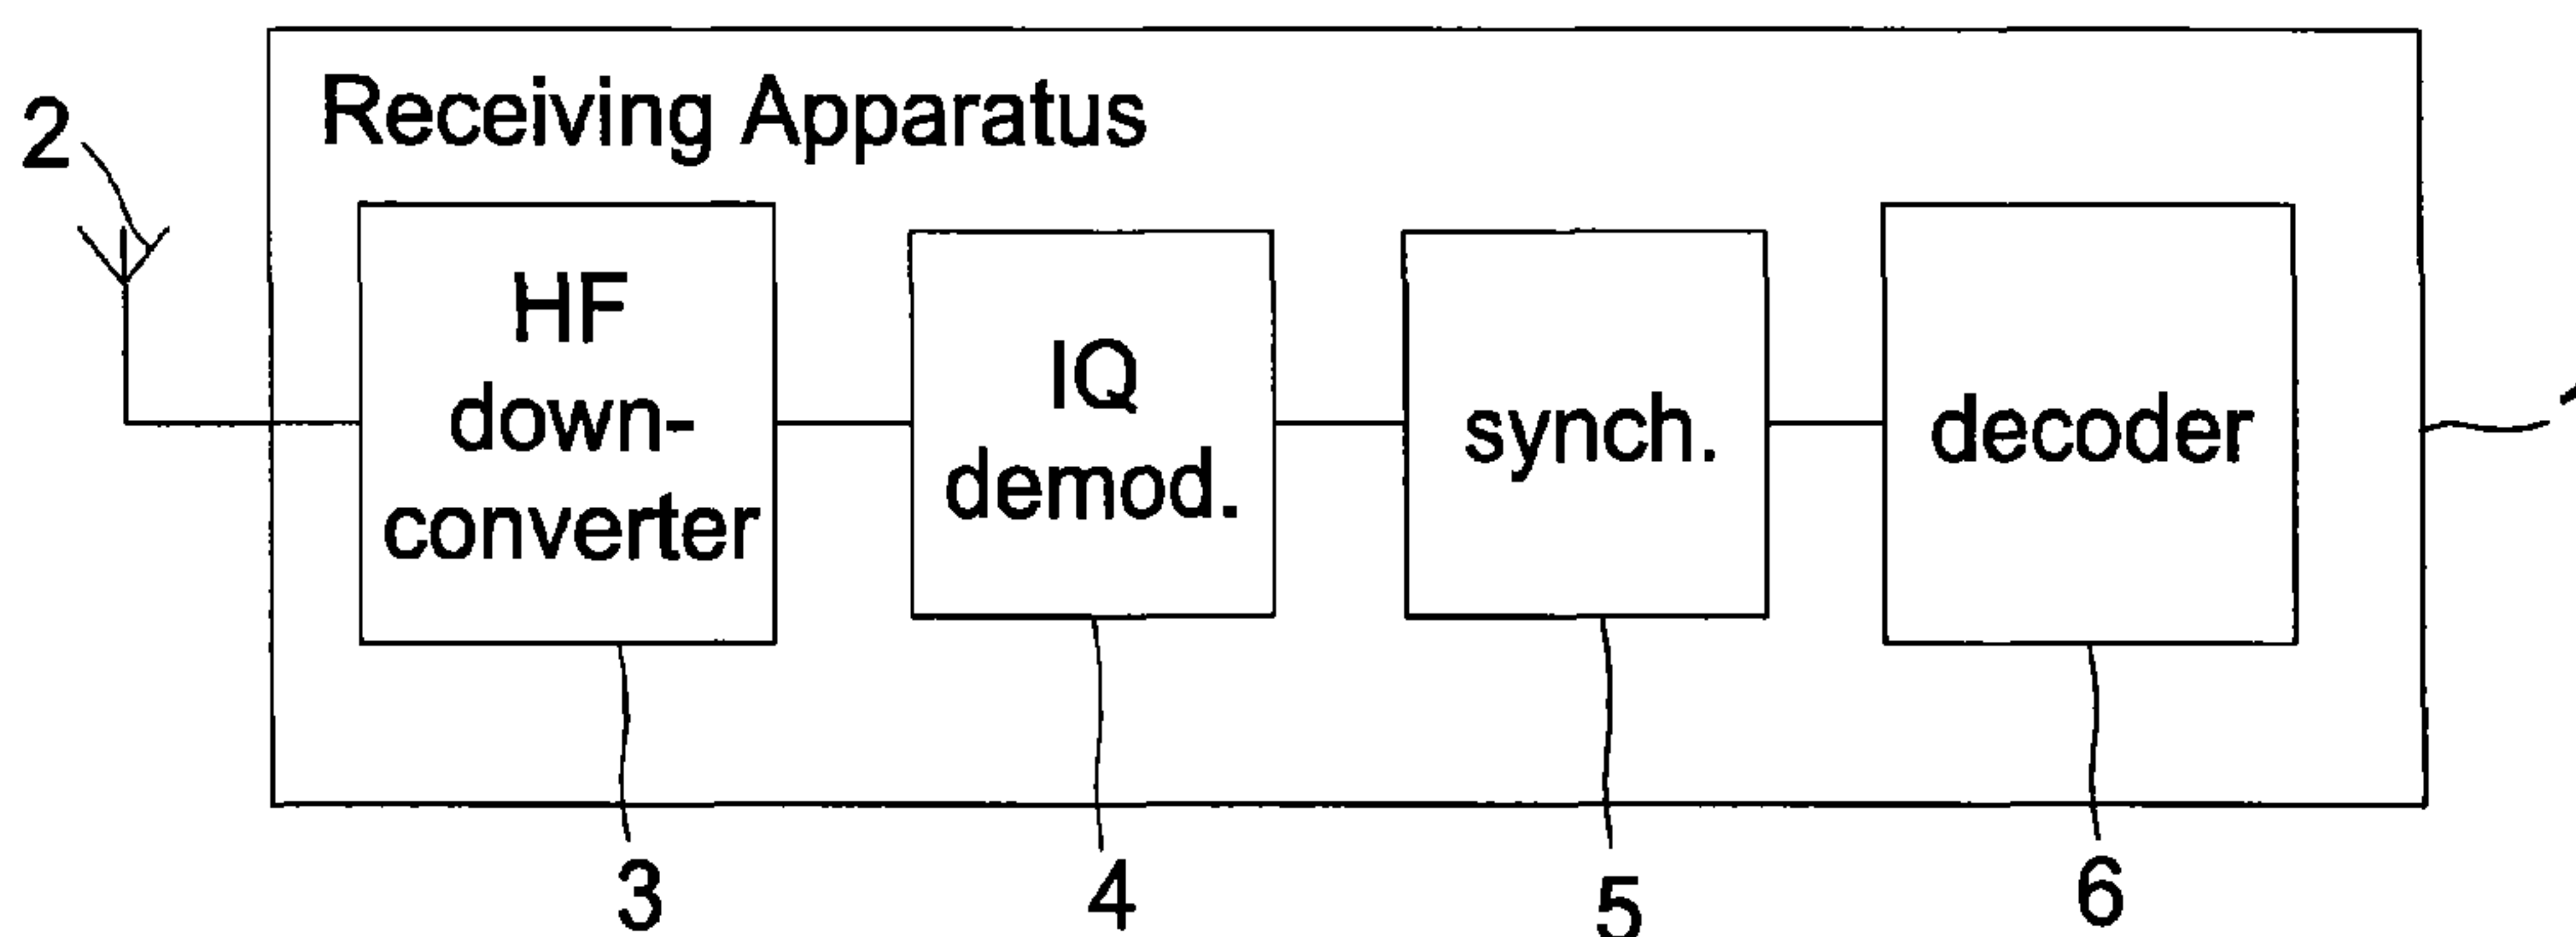 Receiving Apparatus
2
HF
down-
converter
IQ
demod.
synch.
decoder
3
4
5
6